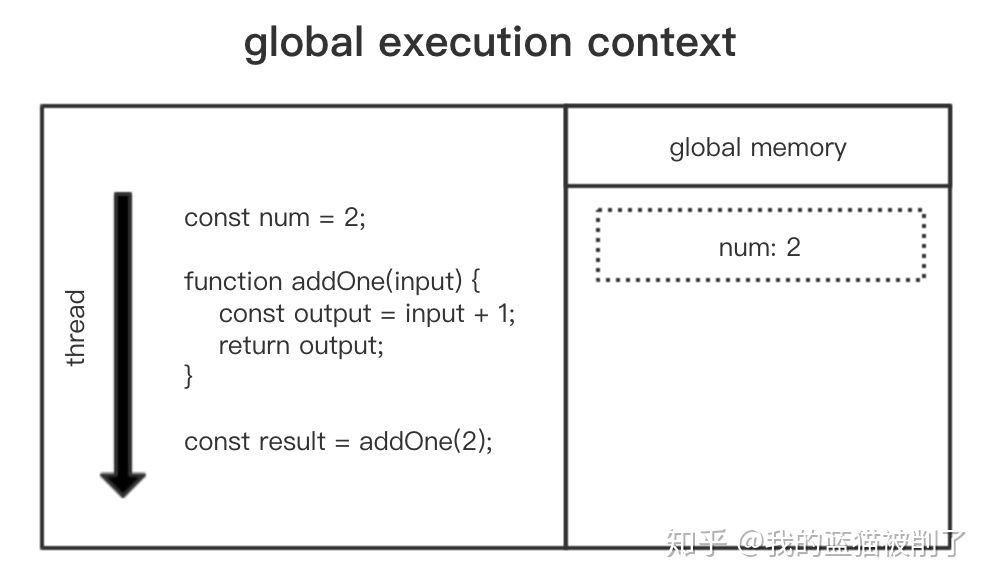 global execution context
global memory
const num = 2;
num: 2
function addOne(input) {
const output = input + 1;
return output;
}
thread
const result = addOne(2);
知乎 @我的蓝猫被削了